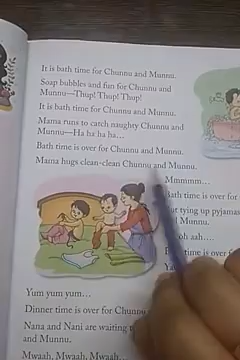 It is bath time for Chunnu and Munnu.
Soap bubbles and fun for Chunnu and
Munnu—Thup! Thup! Thup!
It is bath time for Chunnu and Munnu.
Mama runs to catch naughty Chunnu and
Munnu—Ha ha ha ha...
Bath time is over for Chunnu and Munnu.
Mama hugs clean-clean Chunnu and Munnu.
Mmmmm...
Bath time is over for
tying up pyjamas
Munnu.
oh aah....
is over for
Yum yum yum...
Dinner time is over for Chunnu
Nana and Nani are waiting
and Munnu.
Mwaah, Mwaah, Mwaah...